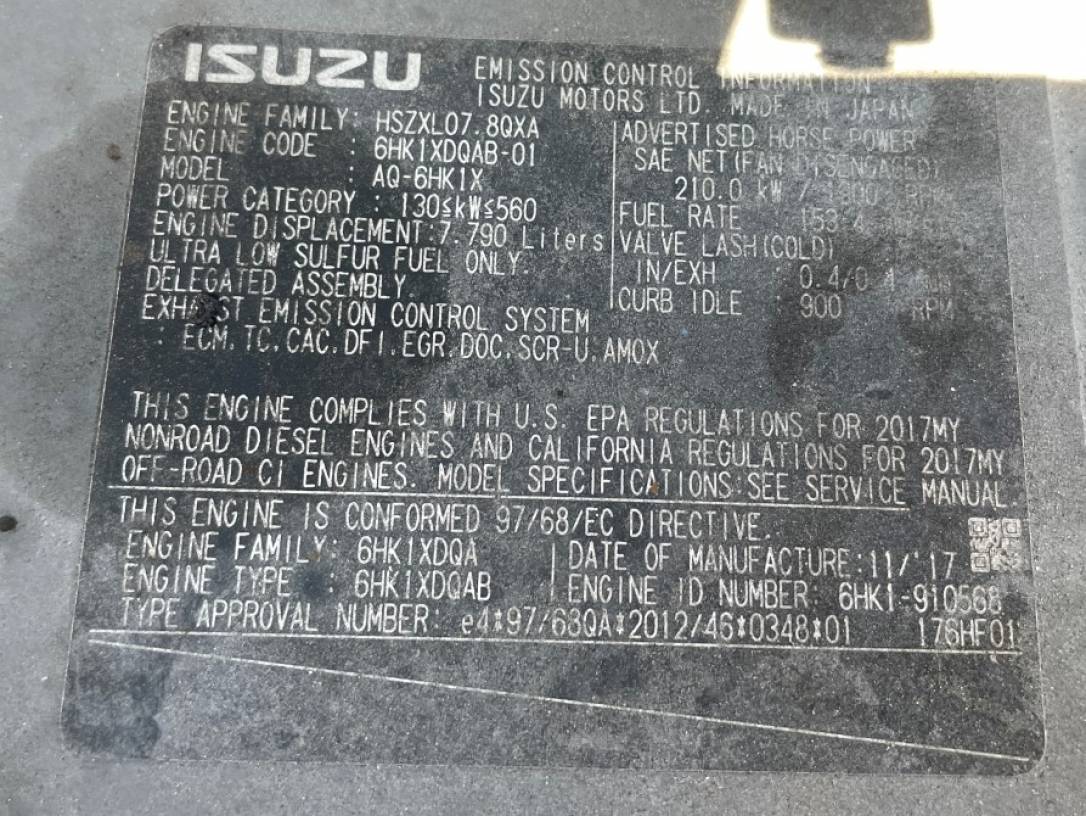 ISUZU
EMISSION CONTROL INFORMATION
ISUZU MOTORS LTD. MADE IN JAPAN
ENGINE FAMILY: HSZXL07.8QXA
ENGINE CODE : 6HK1XDQAB-01
MODEL : AQ-6HK1X
POWER CATEGORY : 130≤kW≤560
ENGINE DISPLACEMENT:7.790 Liters
ULTRA LOW SULFUR FUEL ONLY.
DELEGATED ASSEMBLY.
EXHAUST EMISSION CONTROL SYSTEM
: ECM,TC,CAC,DFI,EGR,DOC,SCR-U,AMOX
ADVERTISED HORSE POWER
SAE NET(FAN DISENGAGED)
210.0 kW /
FUEL RATE :
VALVE LASH(COLD)
IN/EXH : 0.4/0.4
CURB IDLE : 900 RPM
THIS ENGINE COMPLIES WITH U.S. EPA REGULATIONS FOR 2017MY
NONROAD DIESEL ENGINES AND CALIFORNIA REGULATIONS FOR 2017MY
OFF-ROAD CI ENGINES. MODEL SPECIFICATIONS:SEE SERVICE MANUAL
THIS ENGINE IS CONFORMED 97/68/EC DIRECTIVE.
ENGINE FAMILY: 6HK1XDQA
ENGINE TYPE : 6HK1XDQAB
DATE OF MANUFACTURE:11/'17
ENGINE ID NUMBER: 6HK1-910568
TYPE APPROVAL NUMBER: e4*97/68QA*2012/46*0348*01 176HF01